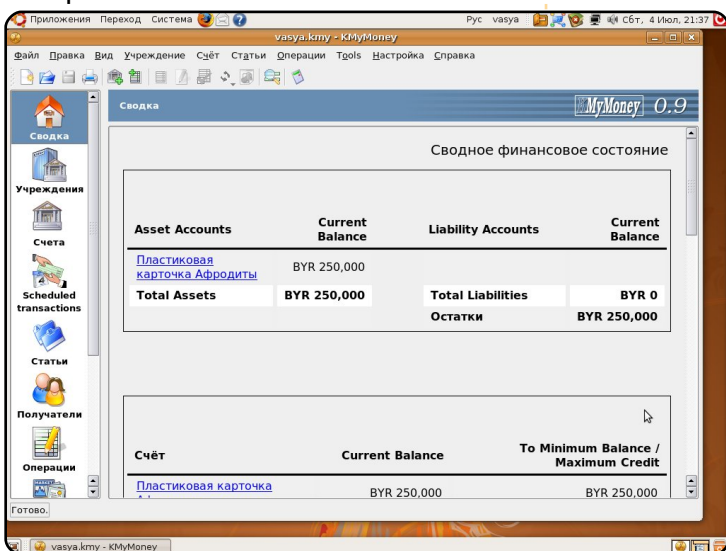 Приложения Переход Система Рус vasya Сбт, 4 Июл, 21:37
vasya.kmy - KMyMoney
Файл Правка Вид Учреждение Счёт Статьи Операции Tools Настройка Справка
Сводка
MyMoney 0.9
Сводка
Учреждения
Счета
Scheduled transactions
Статьи
Получатели
Операции
Сводное финансовое состояние
Asset Accounts Current Balance Liability Accounts Current Balance
Пластиковая
карточка Афродиты BYR 250,000
Total Assets BYR 250,000 Total Liabilities BYR 0
Остатки BYR 250,000
Счёт Current Balance To Minimum Balance / Maximum Credit
Пластиковая карточка
BYR 250,000 BYR 250,000
Готово.
vasya.kmy - KMyMoney